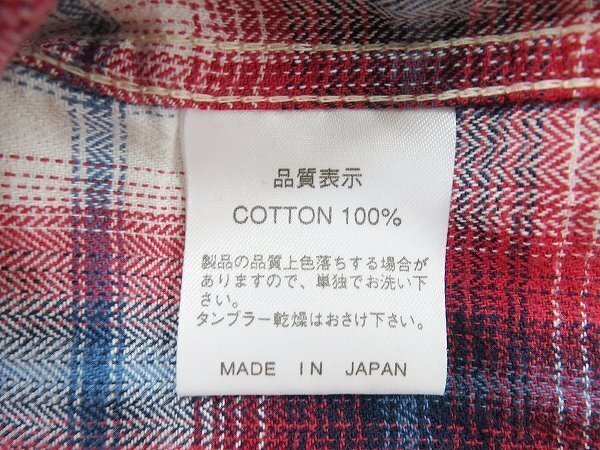 品質表示
COTTON 100%
製品の品質上色落ちする場合が
ありますので、単独でお洗い下
さい。
タンブラー乾燥はおさけ下さい。
MADE IN JAPAN